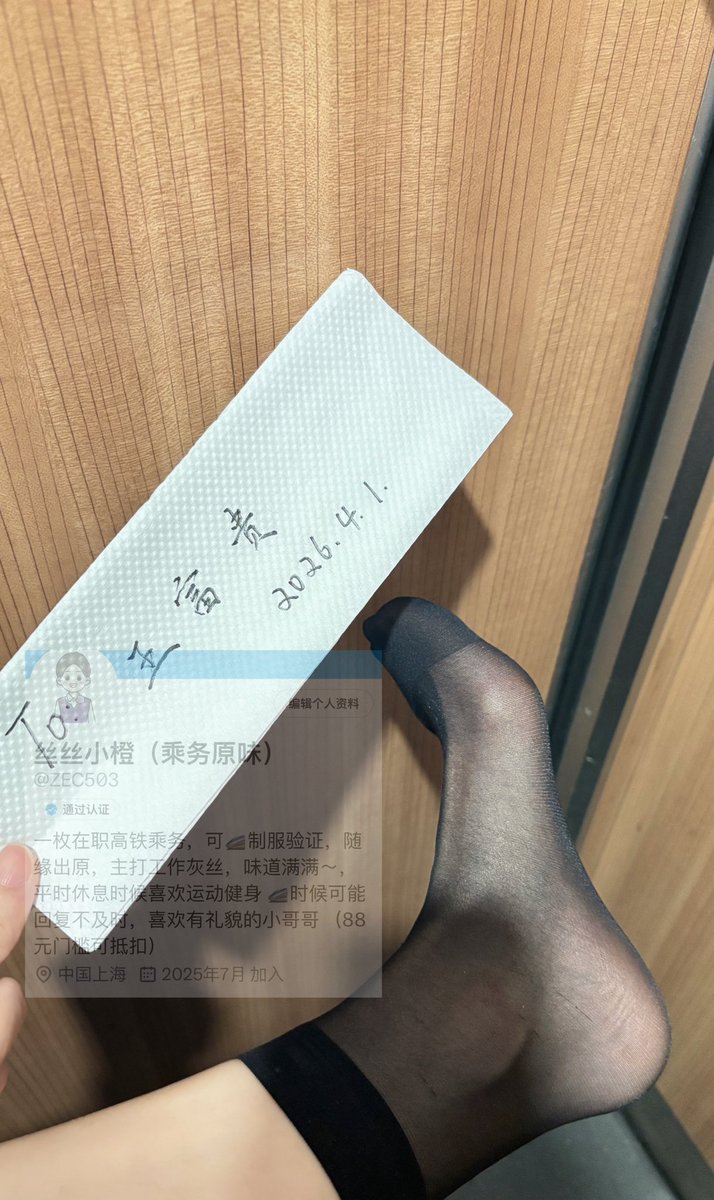 To 王富贵
2026.4.1.
编辑个人资料
丝丝小橙（乘务原味）
@ZEC503
通过认证
一枚在职高铁乘务，可🚄制服验证，随
缘出原，主打工作灰丝，味道满满～，
平时休息时候喜欢运动健身 🚄时候可能
回复不及时，喜欢有礼貌的小哥哥 （88
元门槛可抵扣）
中国上海 2025年7月 加入